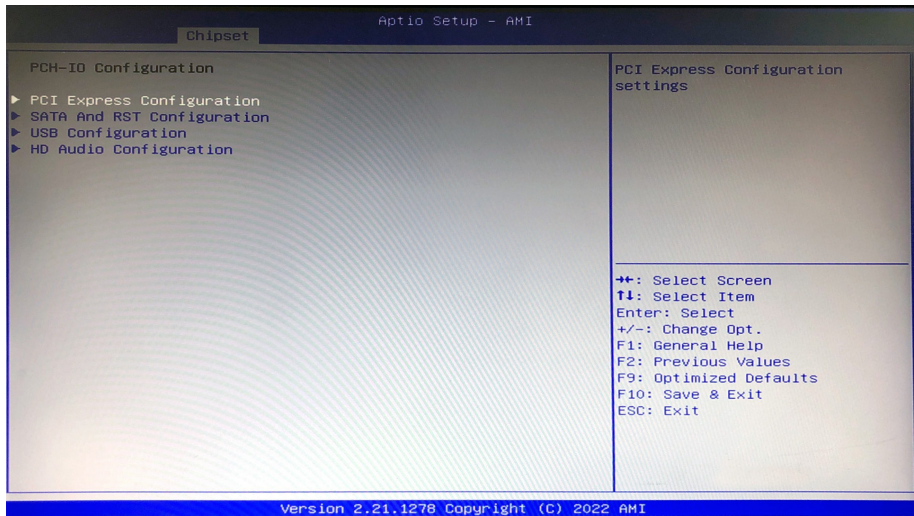 Aptio Setup – AMI
Chipset
PCH-IO Configuration
PCI Express Configuration
SATA And RST Configuration
USB Configuration
HD Audio Configuration
PCI Express Configuration
settings
→←: Select Screen
↑↓: Select Item
Enter: Select
+/-: Change Opt.
F1: General Help
F2: Previous Values
F9: Optimized Defaults
F10: Save & Exit
ESC: Exit
Version 2.21.1278 Copyright (C) 2022 AMI